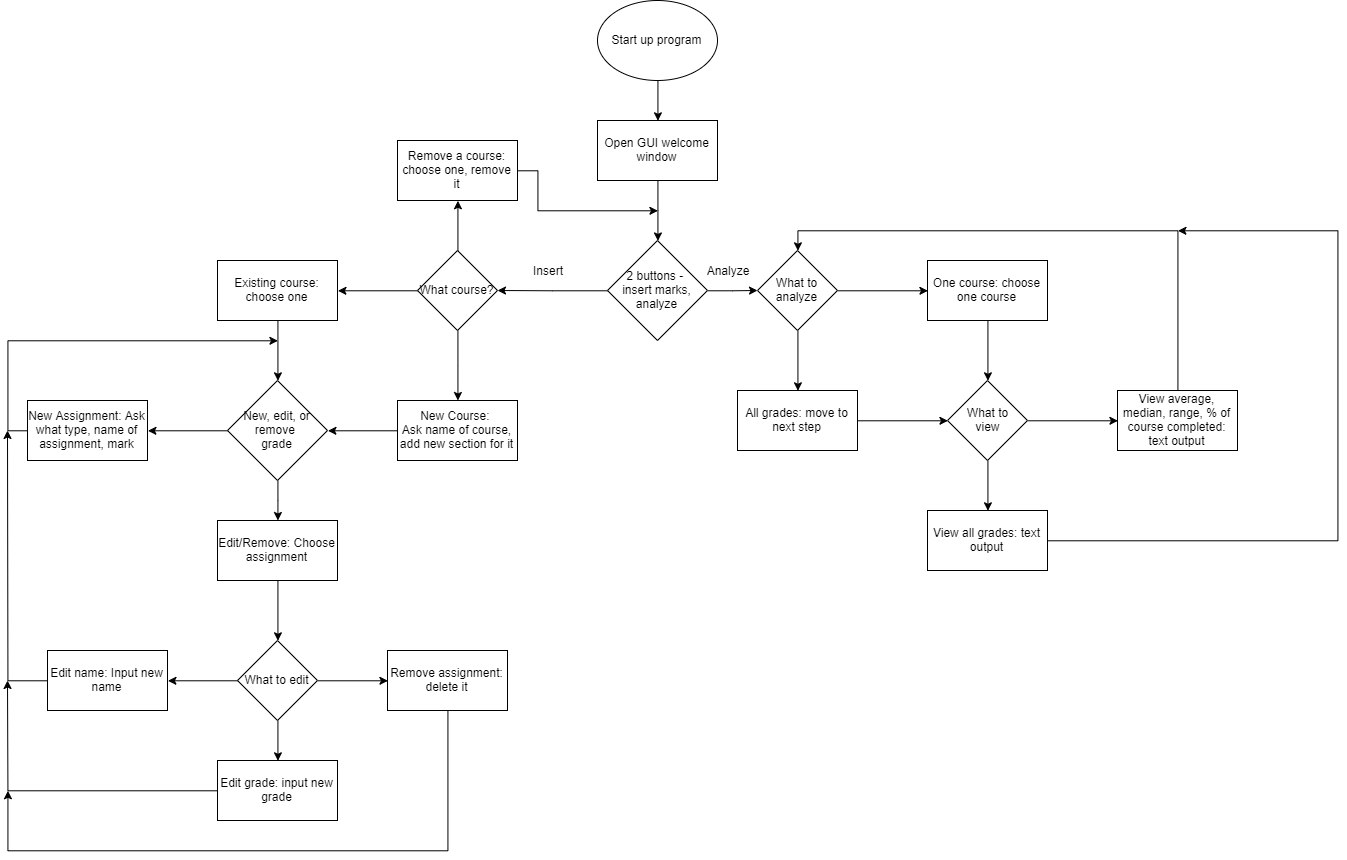 Start up program
Open GUI welcome
window
Remove a course:
choose one, remove
it
Insert
Analyze
2 buttons -
insert marks,
analyze
What course?
Existing course:
choose one
What to
analyze
One course: choose
one course
New Assignment: Ask
what type, name of
assignment, mark
New, edit, or
remove
grade
New Course:
Ask name of course,
add new section for it
All grades: move to
next step
What to
view
View average,
median, range, % of
course completed:
text output
Edit/Remove: Choose
assignment
View all grades: text
output
Edit name: Input new
name
What to edit
Remove assignment:
delete it
Edit grade: input new
grade